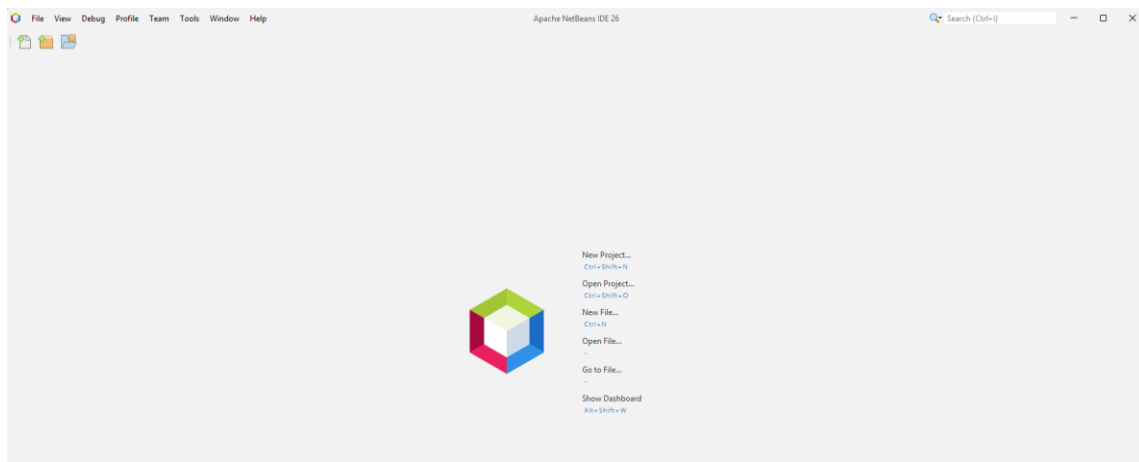 File View Debug Profile Team Tools Window Help
Apache NetBeans IDE 26
Search (Ctrl+I)
New Project...
Ctrl+Shift+N
Open Project...
Ctrl+Shift+O
New File...
Ctrl+N
Open File...
-
Go to File...
-
Show Dashboard
Alt+Shift+W